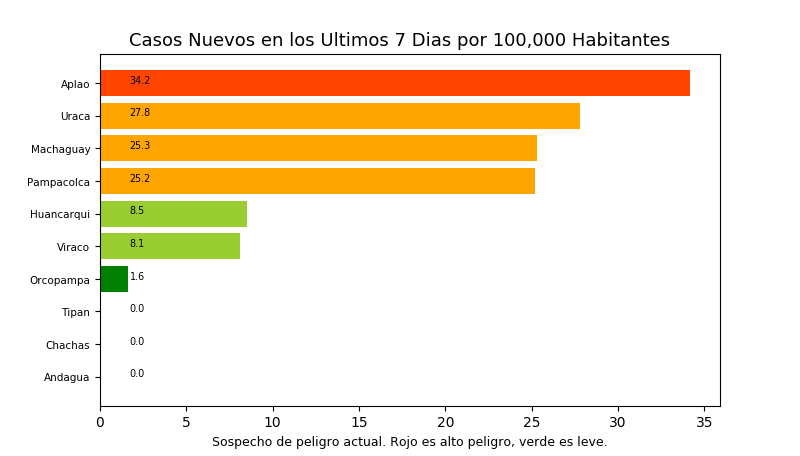 Casos Nuevos en los Ultimos 7 Dias por 100,000 Habitantes
Aplao 34.2
Uraca 27.8
Machaguay 25.3
Pampacolca 25.2
Huancarqui 8.5
Viraco 8.1
Orcopampa 1.6
Tipan 0.0
Chachas 0.0
Andagua 0.0
0 5 10 15 20 25 30 35
Sospecho de peligro actual. Rojo es alto peligro, verde es leve.